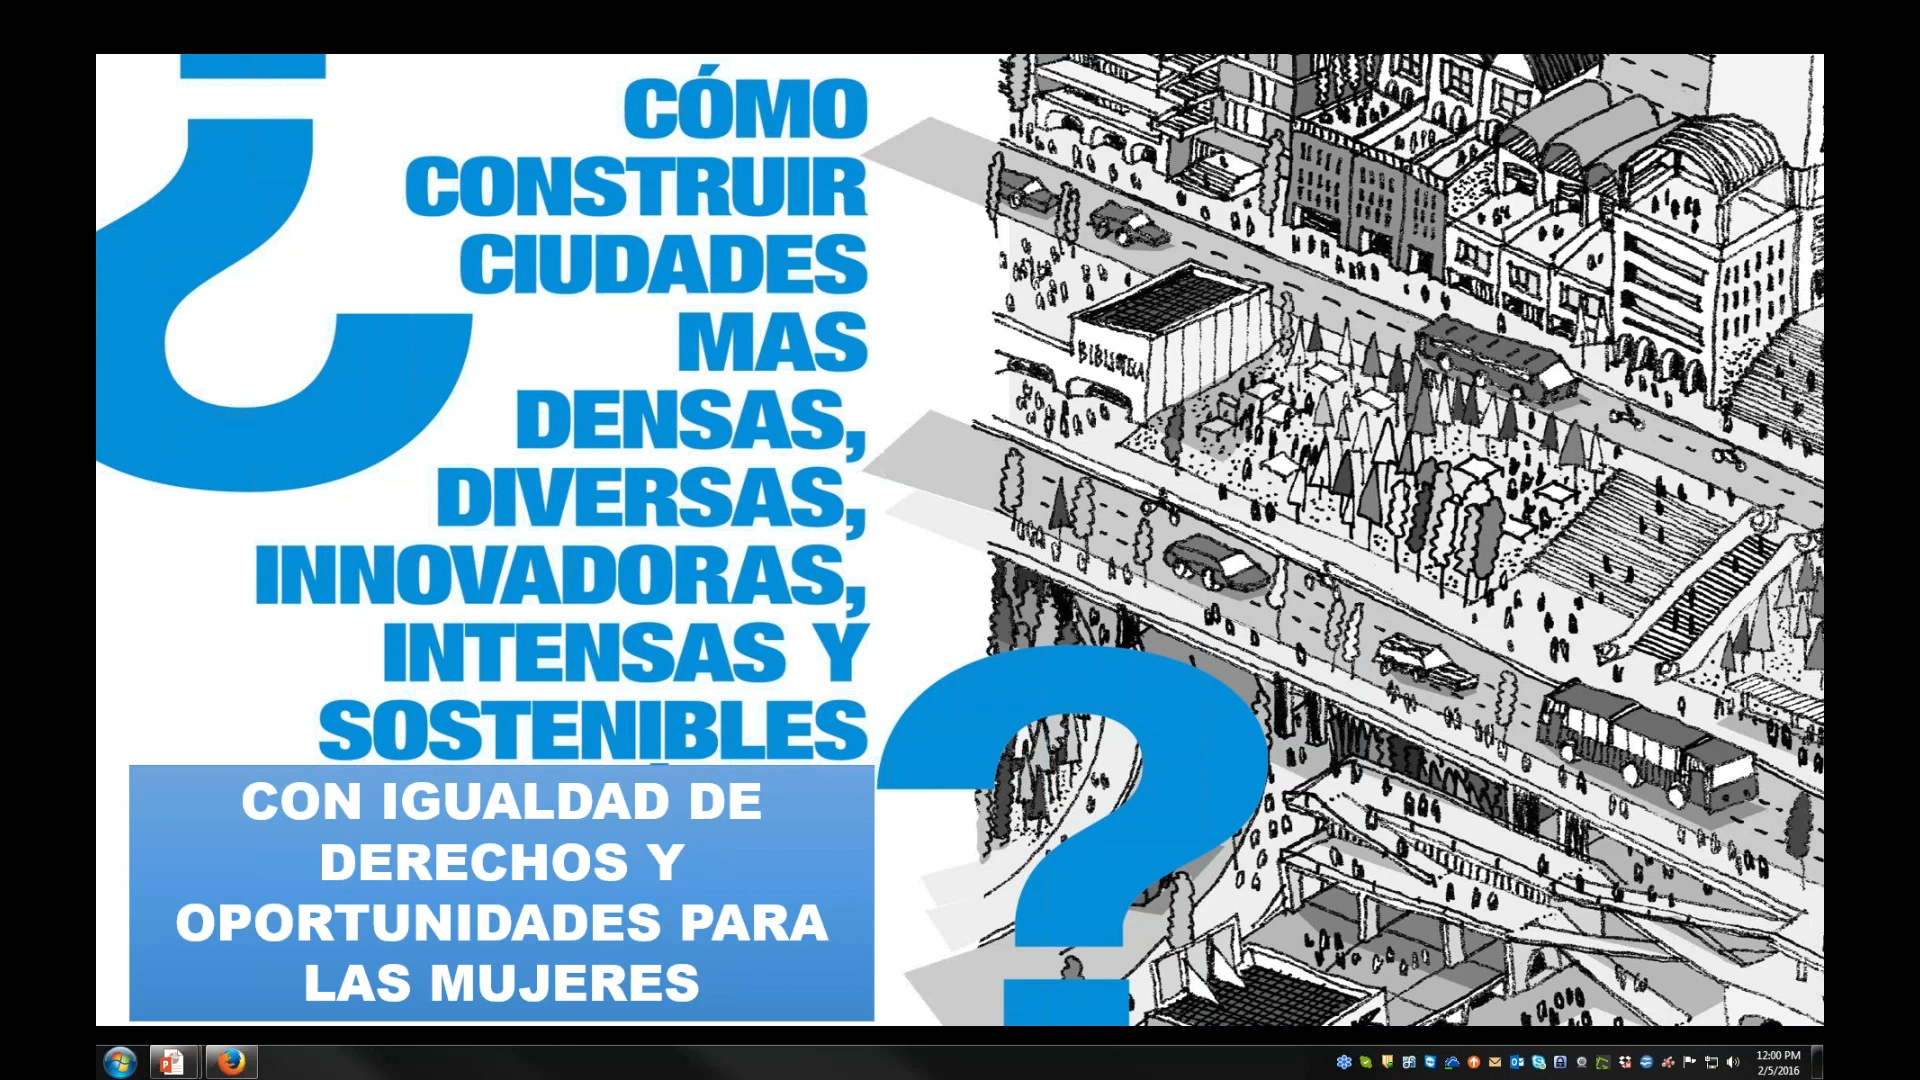 ¿
CÓMO
CONSTRUIR
CIUDADES
MAS
DENSAS,
DIVERSAS,
INNOVADORAS,
INTENSAS Y
SOSTENIBLES
?
CON IGUALDAD DE
DERECHOS Y
OPORTUNIDADES PARA
LAS MUJERES
BIBLIOTECA
12:00 PM
2/5/2016